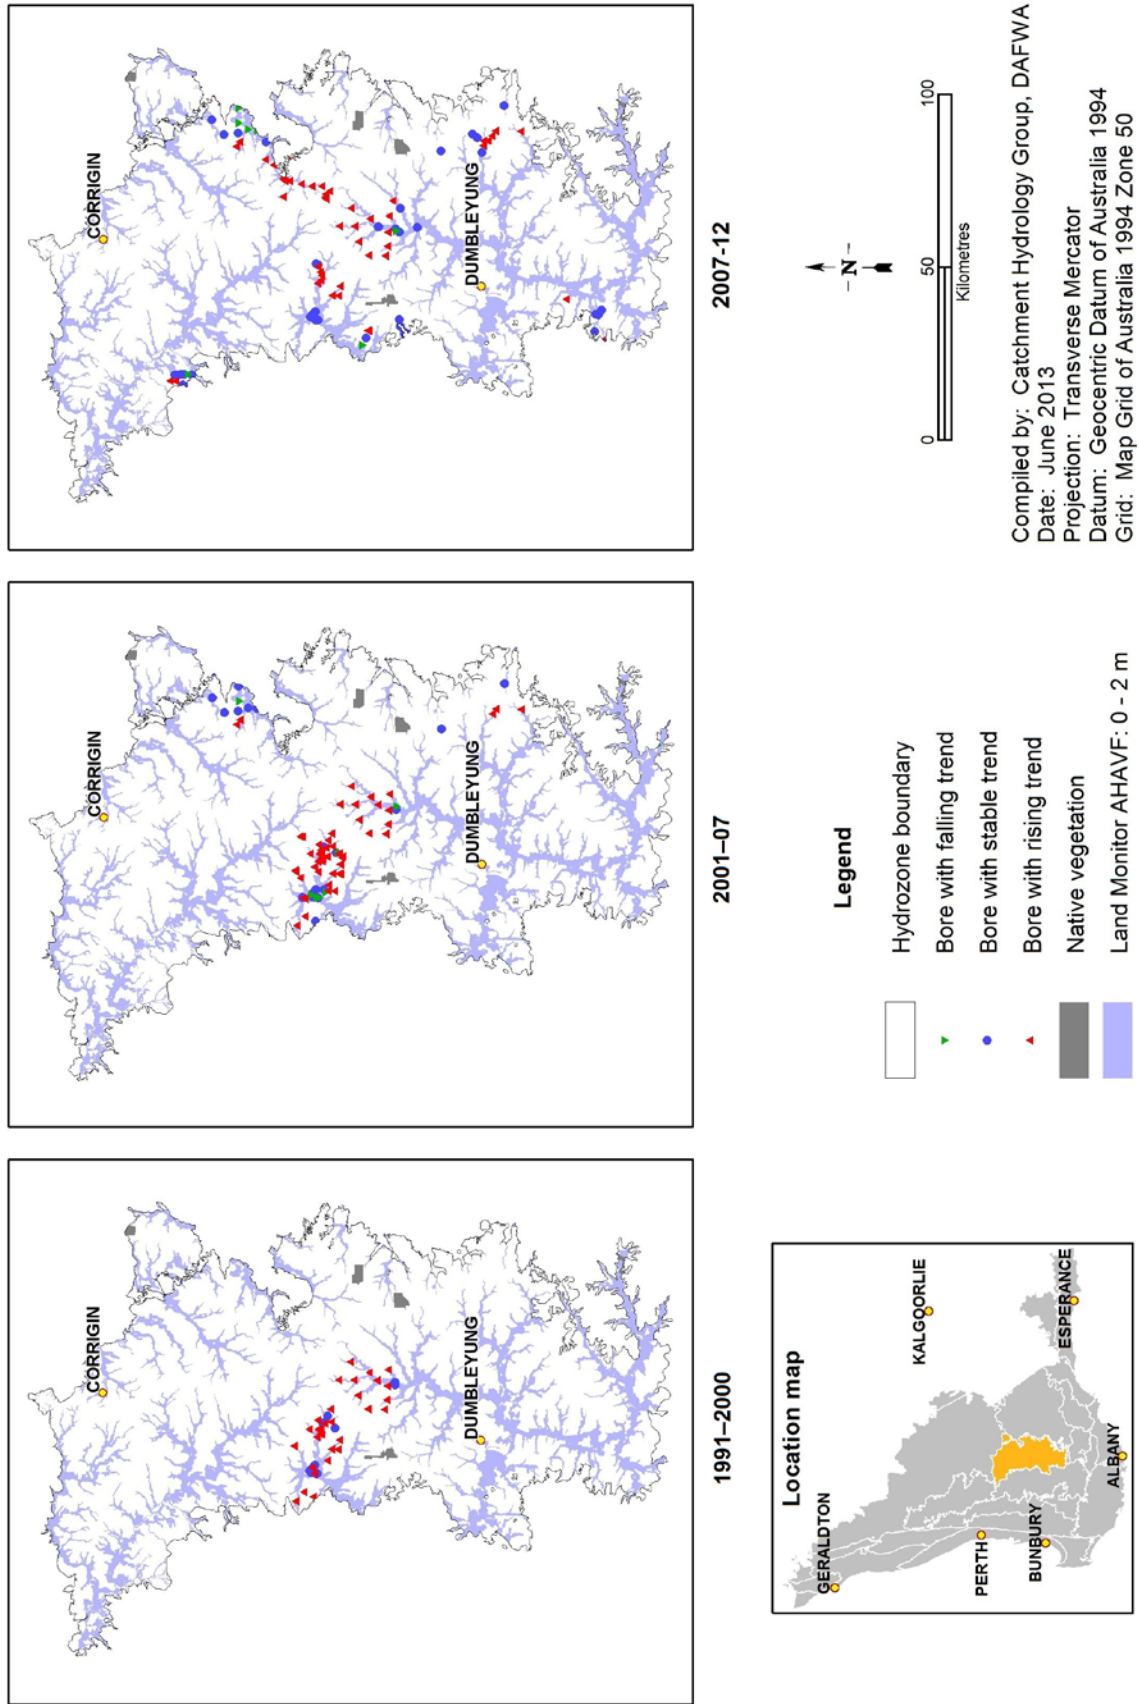 CORRIGIN
DUMBLEYUNG
1991–2000
CORRIGIN
DUMBLEYUNG
2001–07
CORRIGIN
DUMBLEYUNG
2007-12
Location map
GERALDTON
KALGOORLIE
PERTH
BUNBURY
ESPERANCE
ALBANY
Legend
Hydrozone boundary
Bore with falling trend
Bore with stable trend
Bore with rising trend
Native vegetation
Land Monitor AHAVF: 0 - 2 m
N
0 50 100
Kilometres
Compiled by: Catchment Hydrology Group, DAFWA
Date: June 2013
Projection: Transverse Mercator
Datum: Geocentric Datum of Australia 1994
Grid: Map Grid of Australia 1994 Zone 50